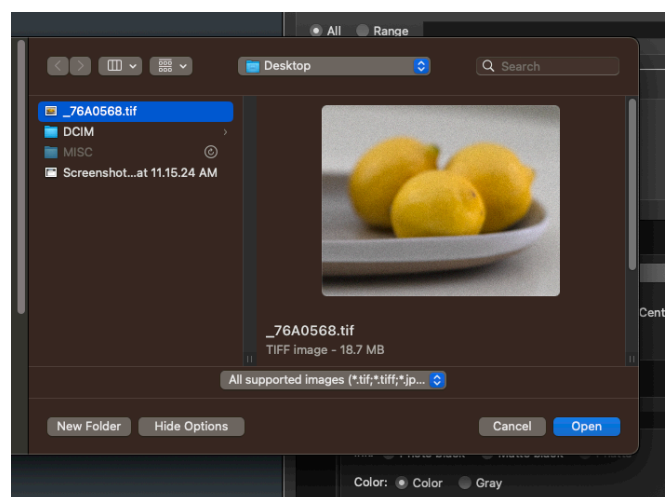 All Range
Desktop
Search
_76A0568.tif
DCIM
MISC
Screenshot...at 11.15.24 AM
_76A0568.tif
TIFF image - 18.7 MB
Cent
All supported images (*.tif;*.tiff;*.jp...
New Folder Hide Options Cancel Open
Color: Color Gray